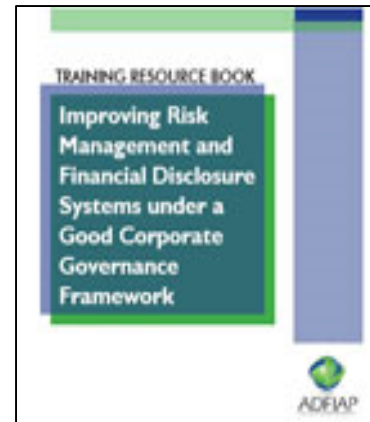 TRAINING RESOURCE BOOK
Improving Risk
Management and
Financial Disclosure
Systems under a
Good Corporate
Governance
Framework
ADFIAP